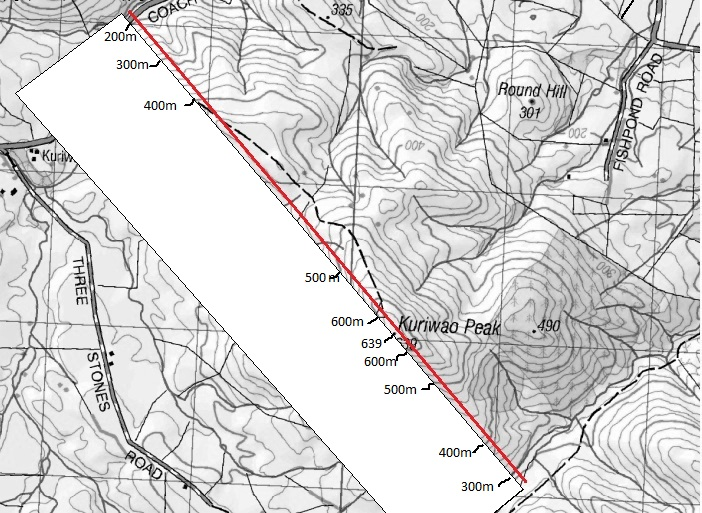 COACH
335
200
200m
300m
400m
Round Hill
301
FISHPOND ROAD
200
400
Kuriw
THREE
STONES
ROAD
500m
600m
639
600m
Kuriwao Peak
490
500m
400m
300m